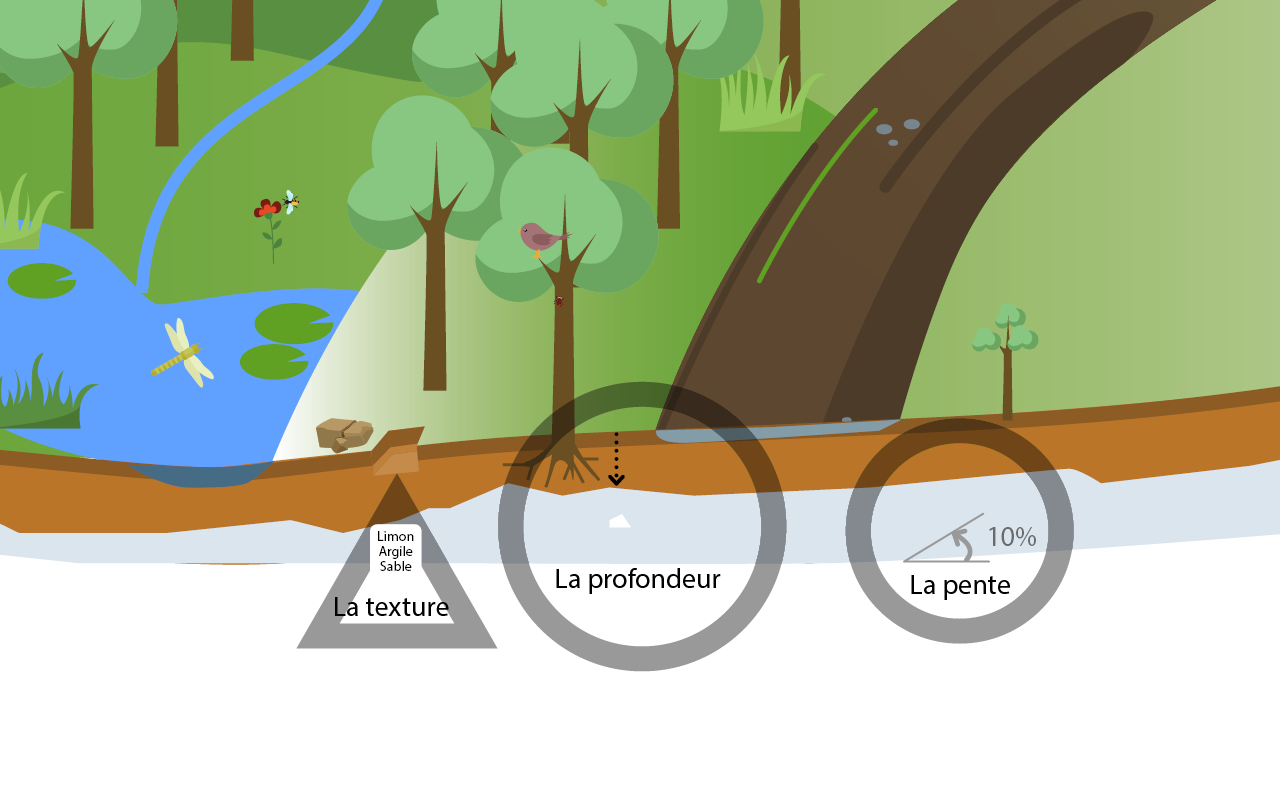 Limon
Argile
Sable
La texture
La profondeur
10%
La pente